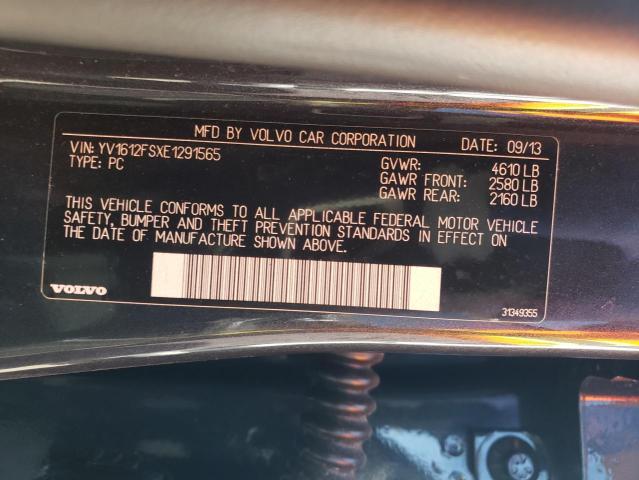 MFD BY VOLVO CAR CORPORATION DATE: 09/13
VIN: YV1612FSXE1291565
TYPE: PC
GVWR: 4610 LB
GAWR FRONT: 2580 LB
GAWR REAR: 2160 LB
THIS VEHICLE CONFORMS TO ALL APPLICABLE FEDERAL MOTOR VEHICLE
SAFETY, BUMPER AND THEFT PREVENTION STANDARDS IN EFFECT ON
THE DATE OF MANUFACTURE SHOWN ABOVE.
VOLVO
31349355